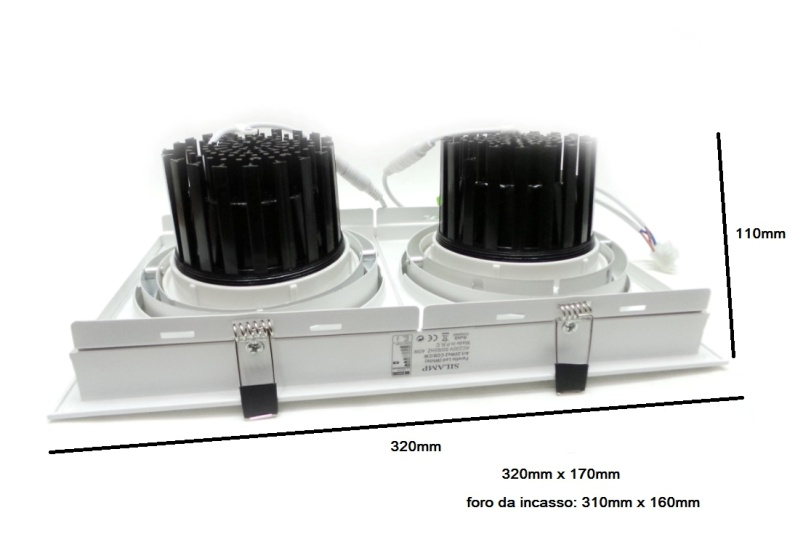 110mm
SILAMP
320mm
320mm x 170mm
foro da incasso: 310mm x 160mm